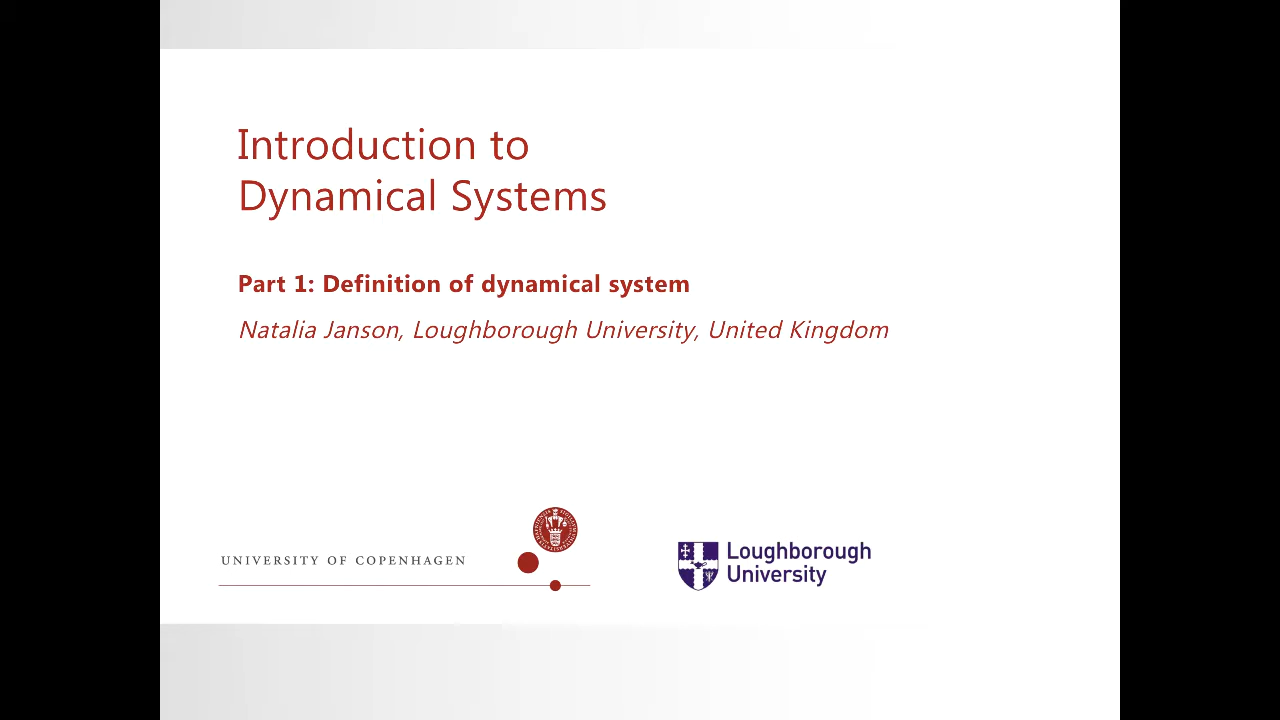 Introduction to
Dynamical Systems
Part 1: Definition of dynamical system
Natalia Janson, Loughborough University, United Kingdom
UNIVERSITY OF COPENHAGEN
Loughborough
University